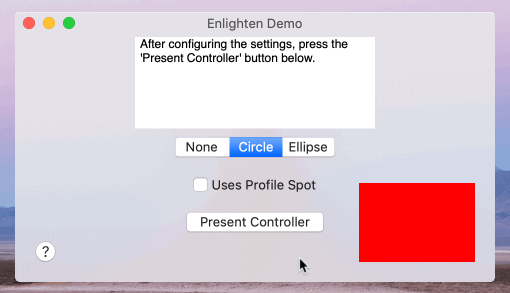 Enlighten Demo
After configuring the settings, press the
'Present Controller' button below.
None Circle Ellipse
Uses Profile Spot
Present Controller
?